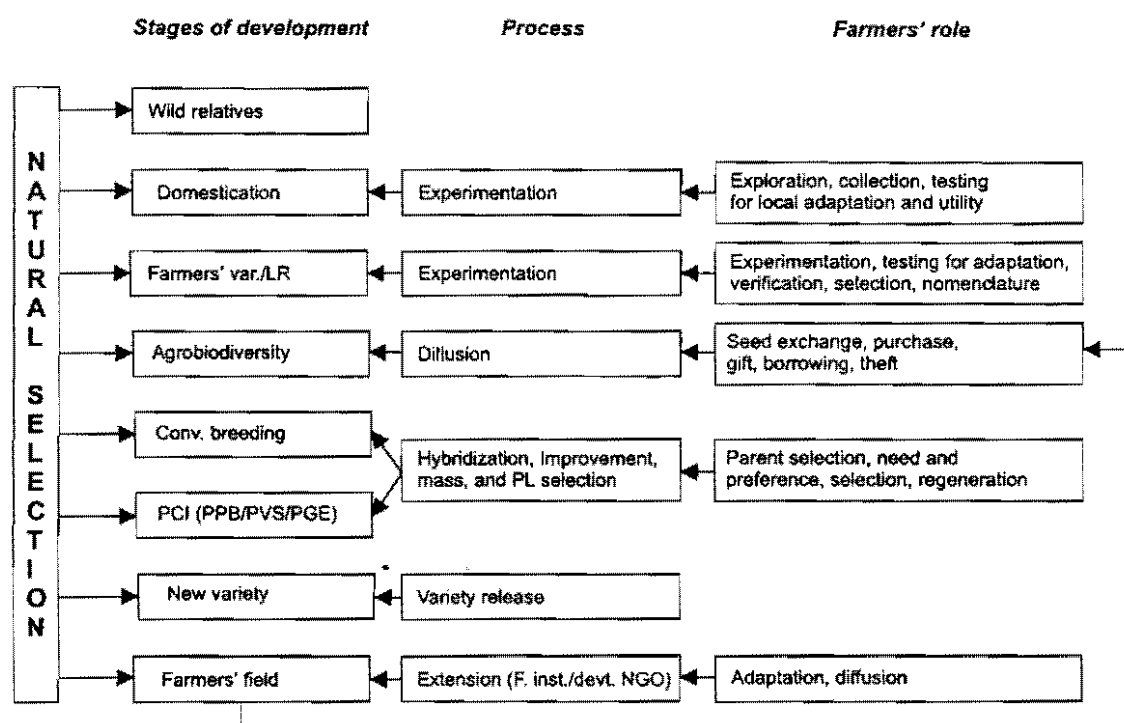 Stages of development
Process
Farmers' role
NATURAL SELECTION
Wild relatives
Domestication
Experimentation
Exploration, collection, testing
for local adaptation and utility
Farmers' var./LR
Experimentation
Experimentation, testing for adaptation,
verification, selection, nomenclature
Agrobiodiversity
Diffusion
Seed exchange, purchase,
gift, borrowing, theft
Conv. breeding
Hybridization, Improvement,
mass, and PL selection
Parent selection, need and
preference, selection, regeneration
PCI (PPB/PVS/PGE)
New variety
Variety release
Farmers' field
Extension (F. inst./devt. NGO)
Adaptation, diffusion